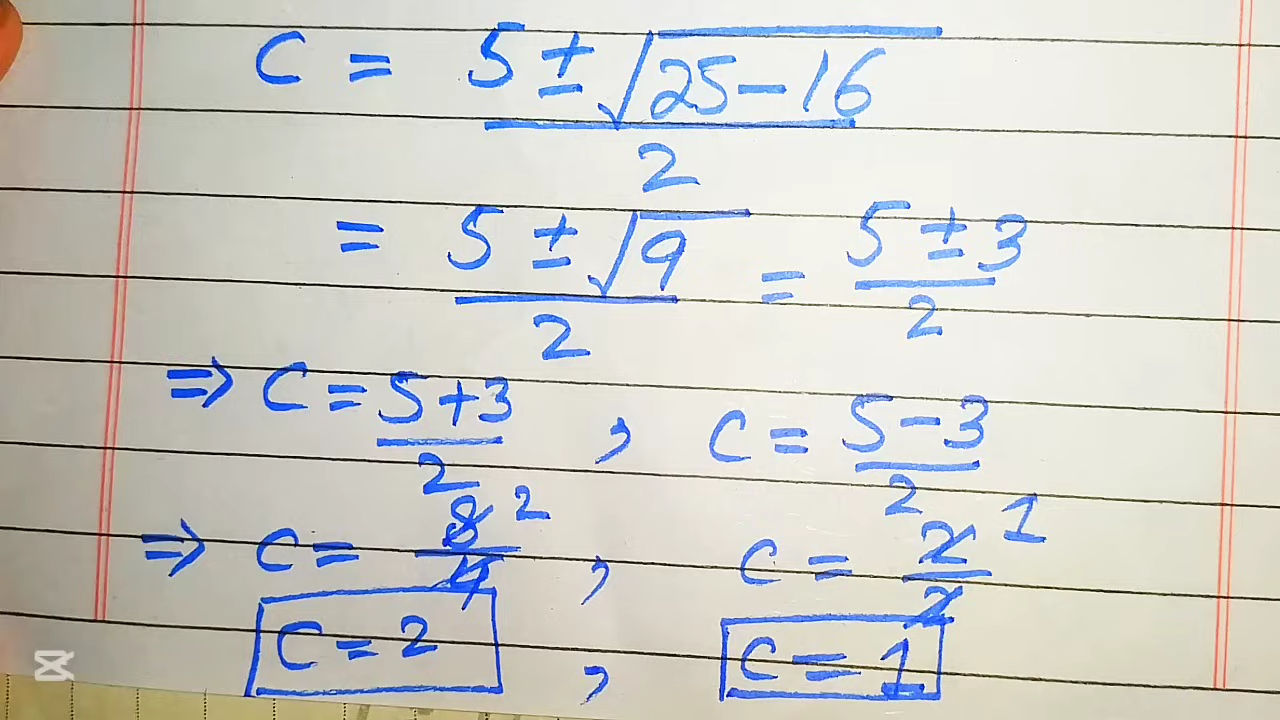 C = 5 ± √25 − 16 / 2
= 5 ± √9 / 2 = 5 ± 3 / 2
⇒ C = 5 + 3 / 2 , C = 5 − 3 / 2
⇒ C = 8 2 / 4 , C = 2 1 / 2
C = 2 , C = 1